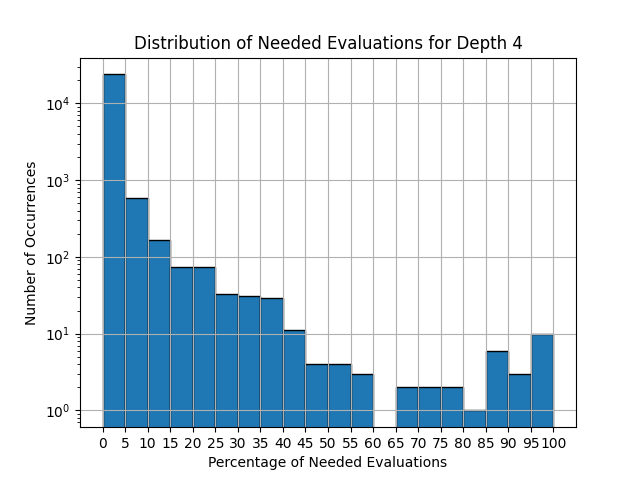 Distribution of Needed Evaluations for Depth 4
Number of Occurrences
10⁴
10³
10²
10¹
10⁰
0 5 10 15 20 25 30 35 40 45 50 55 60 65 70 75 80 85 90 95 100
Percentage of Needed Evaluations